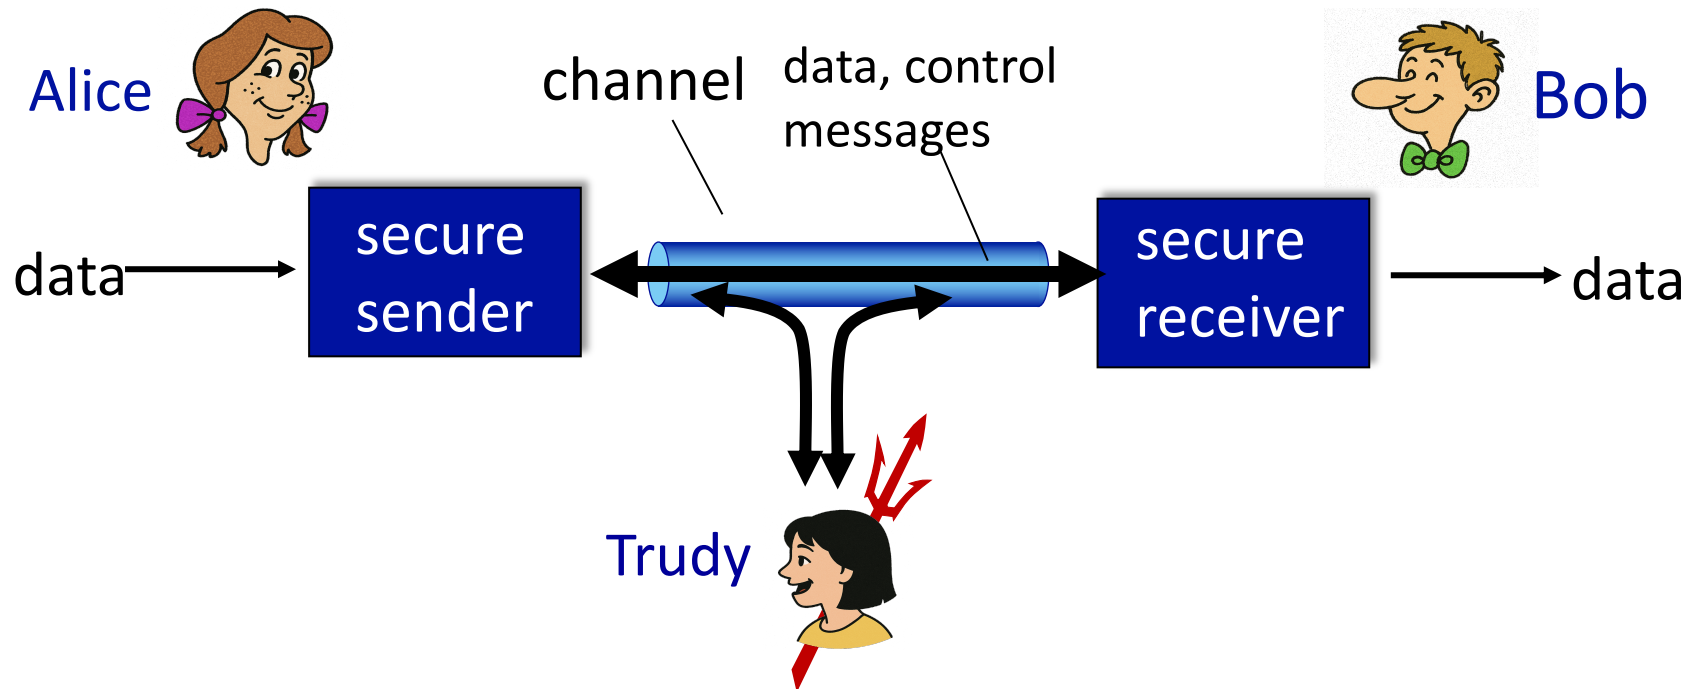 Alice
channel
data, control
messages
Bob
data
secure
sender
secure
receiver
data
Trudy